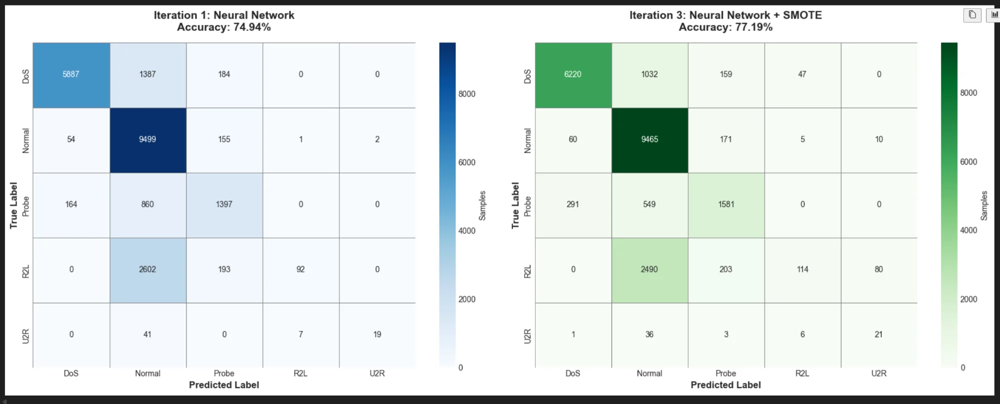 Iteration 1: Neural Network
Accuracy: 74.94%
True Label
DoS 5887 1387 184 0 0
Normal 54 9499 155 1 2
Probe 164 860 1397 0 0
R2L 0 2602 193 92 0
U2R 0 41 0 7 19
DoS Normal Probe R2L U2R
Predicted Label
8000
6000
4000
2000
0
Samples
Iteration 3: Neural Network + SMOTE
Accuracy: 77.19%
True Label
DoS 6220 1032 159 47 0
Normal 60 9465 171 5 10
Probe 291 549 1581 0 0
R2L 0 2490 203 114 80
U2R 1 36 3 6 21
DoS Normal Probe R2L U2R
Predicted Label
8000
6000
4000
2000
0
Samples